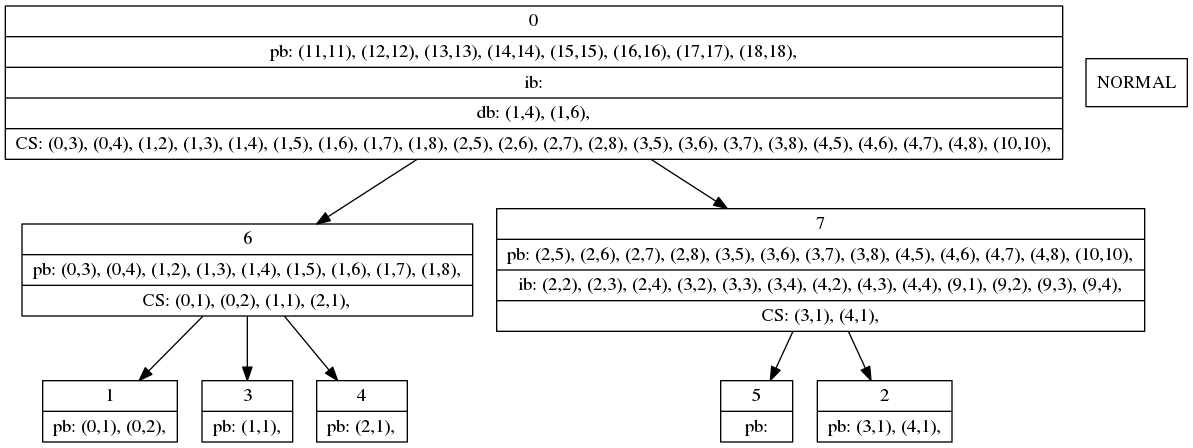 0
pb: (11,11), (12,12), (13,13), (14,14), (15,15), (16,16), (17,17), (18,18),
ib:
db: (1,4), (1,6),
CS: (0,3), (0,4), (1,2), (1,3), (1,4), (1,5), (1,6), (1,7), (1,8), (2,5), (2,6), (2,7), (2,8), (3,5), (3,6), (3,7), (3,8), (4,5), (4,6), (4,7), (4,8), (10,10),
NORMAL
6
pb: (0,3), (0,4), (1,2), (1,3), (1,4), (1,5), (1,6), (1,7), (1,8),
CS: (0,1), (0,2), (1,1), (2,1),
7
pb: (2,5), (2,6), (2,7), (2,8), (3,5), (3,6), (3,7), (3,8), (4,5), (4,6), (4,7), (4,8), (10,10),
ib: (2,2), (2,3), (2,4), (3,2), (3,3), (3,4), (4,2), (4,3), (4,4), (9,1), (9,2), (9,3), (9,4),
CS: (3,1), (4,1),
1
pb: (0,1), (0,2),
3
pb: (1,1),
4
pb: (2,1),
5
pb:
2
pb: (3,1), (4,1),